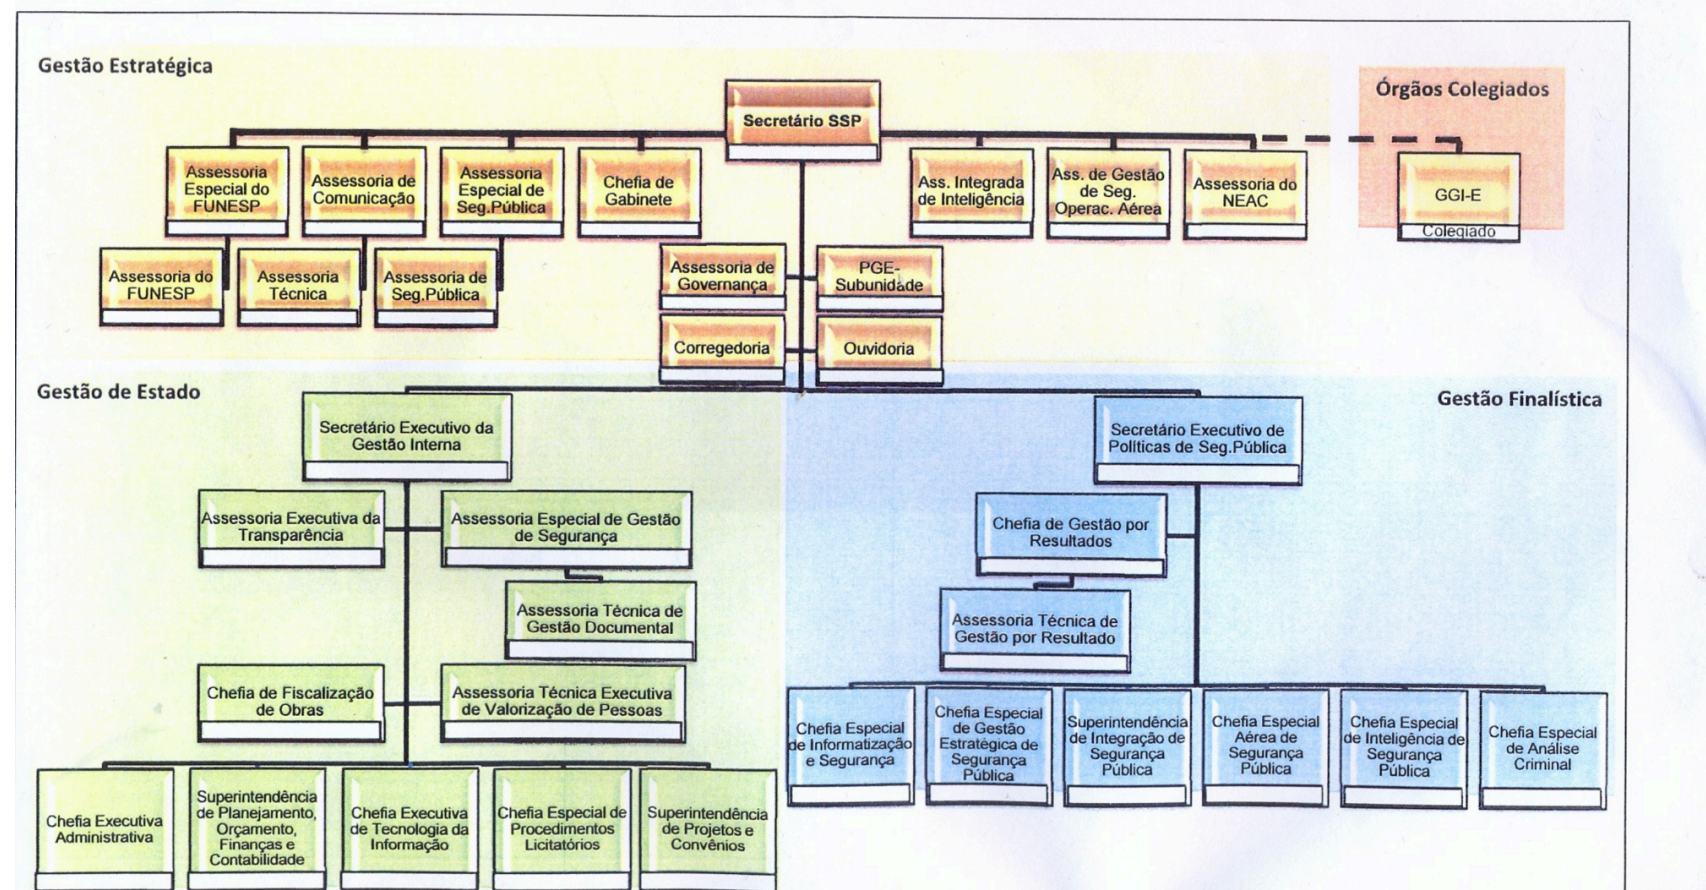 Gestão Estratégica
Órgãos Colegiados
Secretário SSP
Assessoria
Especial do
FUNESP
Assessoria de
Comunicação
Assessoria
Especial de
Seg.Pública
Chefia de
Gabinete
Ass. Integrada
de Inteligência
Ass. de Gestão
de Seg.
Operac. Aérea
Assessoria do
NEAC
GGI-E
Colegiado
Assessoria do
FUNESP
Assessoria
Técnica
Assessoria de
Seg.Pública
Assessoria de
Governança
PGE-
Subunidade
Corregedoria
Ouvidoria
Gestão de Estado
Gestão Finalística
Secretário Executivo da
Gestão Interna
Secretário Executivo de
Políticas de Seg.Pública
Assessoria Executiva da
Transparência
Assessoria Especial de Gestão
de Segurança
Chefia de Gestão por
Resultados
Assessoria Técnica de
Gestão Documental
Assessoria Técnica de
Gestão por Resultado
Chefia de Fiscalização
de Obras
Assessoria Técnica Executiva
de Valorização de Pessoas
Chefia Especial
de Informatização
e Segurança
Chefia Especial
de Gestão
Estratégica de
Segurança
Pública
Superintendência
de Integração de
Segurança
Pública
Chefia Especial
Aérea de
Segurança
Pública
Chefia Especial
de Inteligência de
Segurança
Pública
Chefia Especial
de Análise
Criminal
Chefia Executiva
Administrativa
Superintendência
de Planejamento,
Orçamento,
Finanças e
Contabilidade
Chefia Executiva
de Tecnologia da
Informação
Chefia Especial de
Procedimentos
Licitatórios
Superintendência
de Projetos e
Convênios